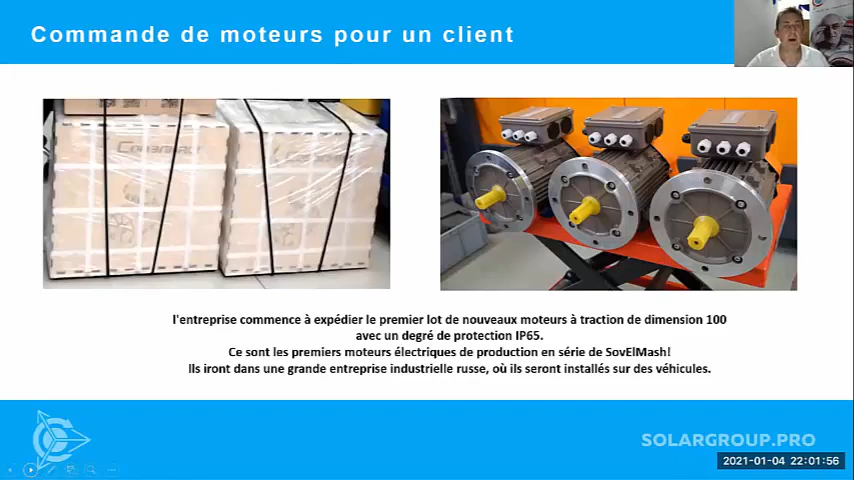 Commande de moteurs pour un client
l'entreprise commence à expédier le premier lot de nouveaux moteurs à traction de dimension 100
avec un degré de protection IP65.
Ce sont les premiers moteurs électriques de production en série de SovElMash!
Ils iront dans une grande entreprise industrielle russe, où ils seront installés sur des véhicules.
SOLARGROUP.PRO
2021-01-04 22:01:56